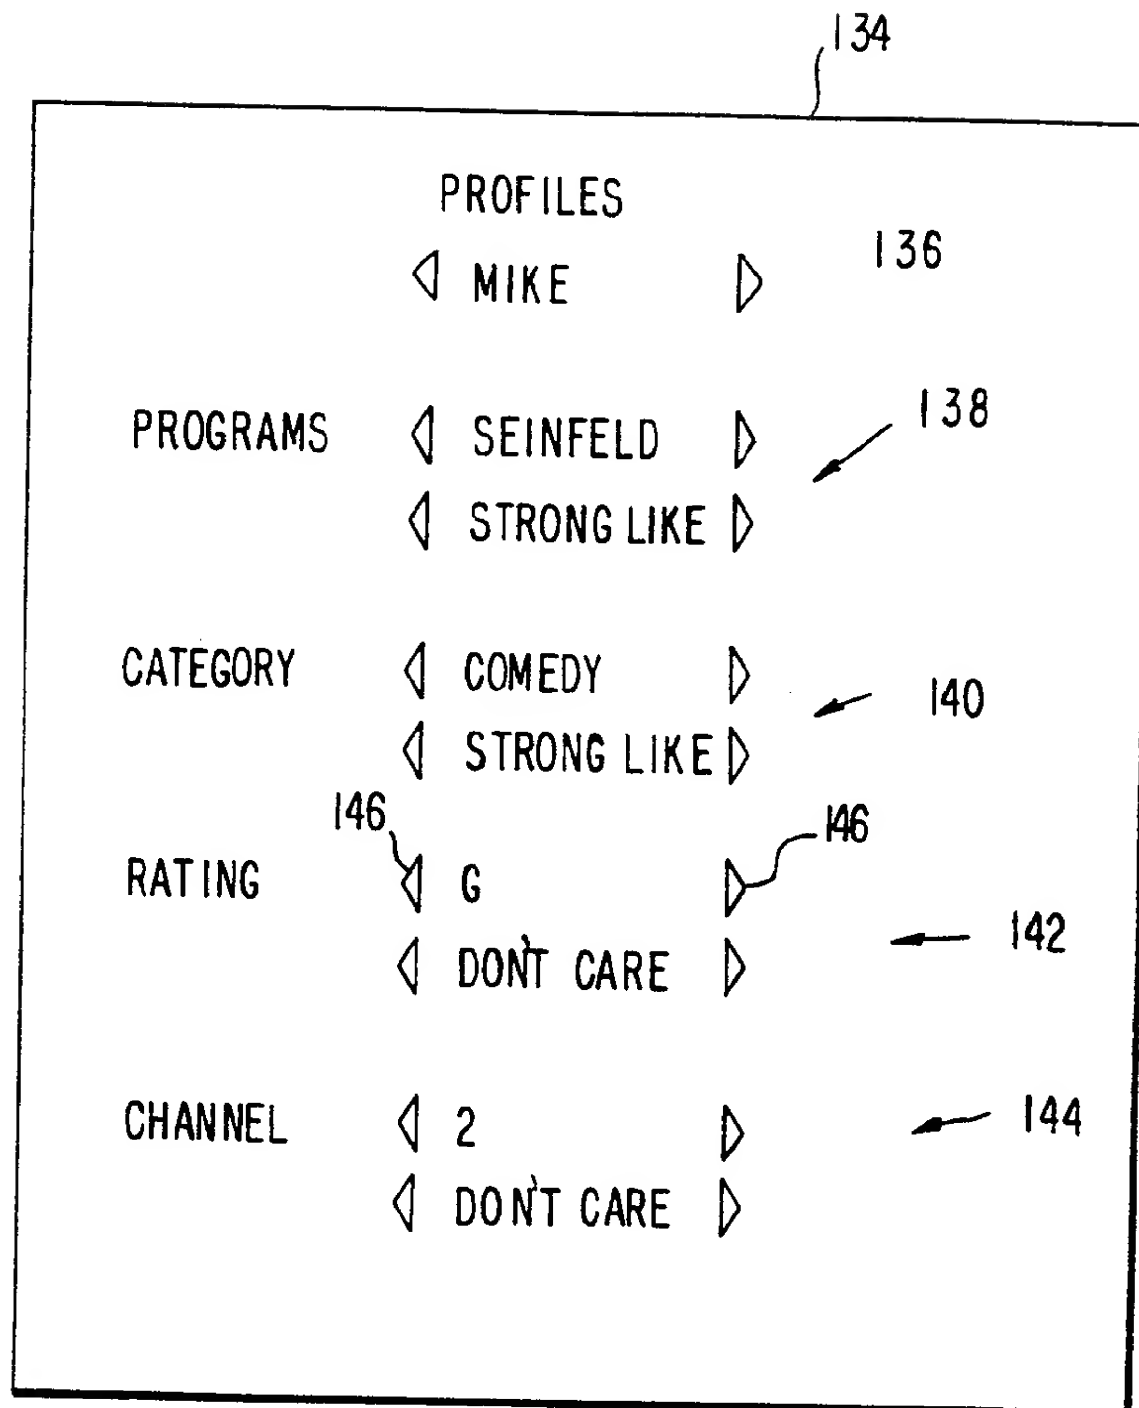 134
PROFILES
MIKE 136
PROGRAMS SEINFELD 138
STRONG LIKE
CATEGORY COMEDY 140
STRONG LIKE
146 146
RATING G
DON'T CARE 142
CHANNEL 2 144
DON'T CARE